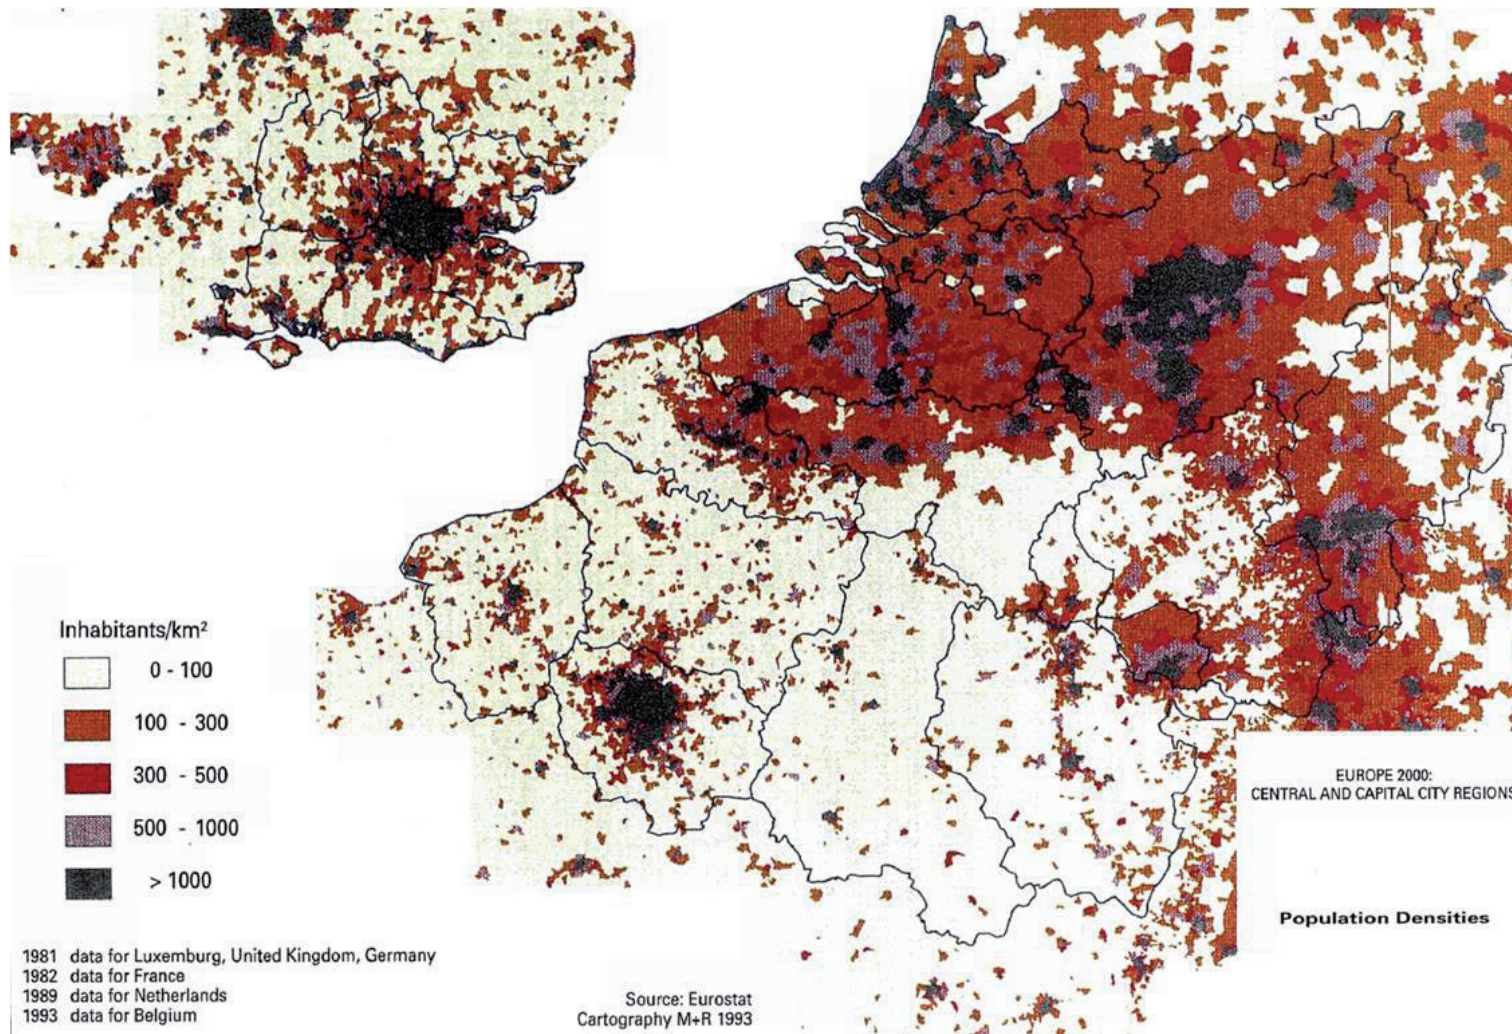 Inhabitants/km²
0 - 100
100 - 300
300 - 500
500 - 1000
> 1000
1981 data for Luxemburg, United Kingdom, Germany
1982 data for France
1989 data for Netherlands
1993 data for Belgium
Source: Eurostat
Cartography M+R 1993
EUROPE 2000:
CENTRAL AND CAPITAL CITY REGIONS
Population Densities